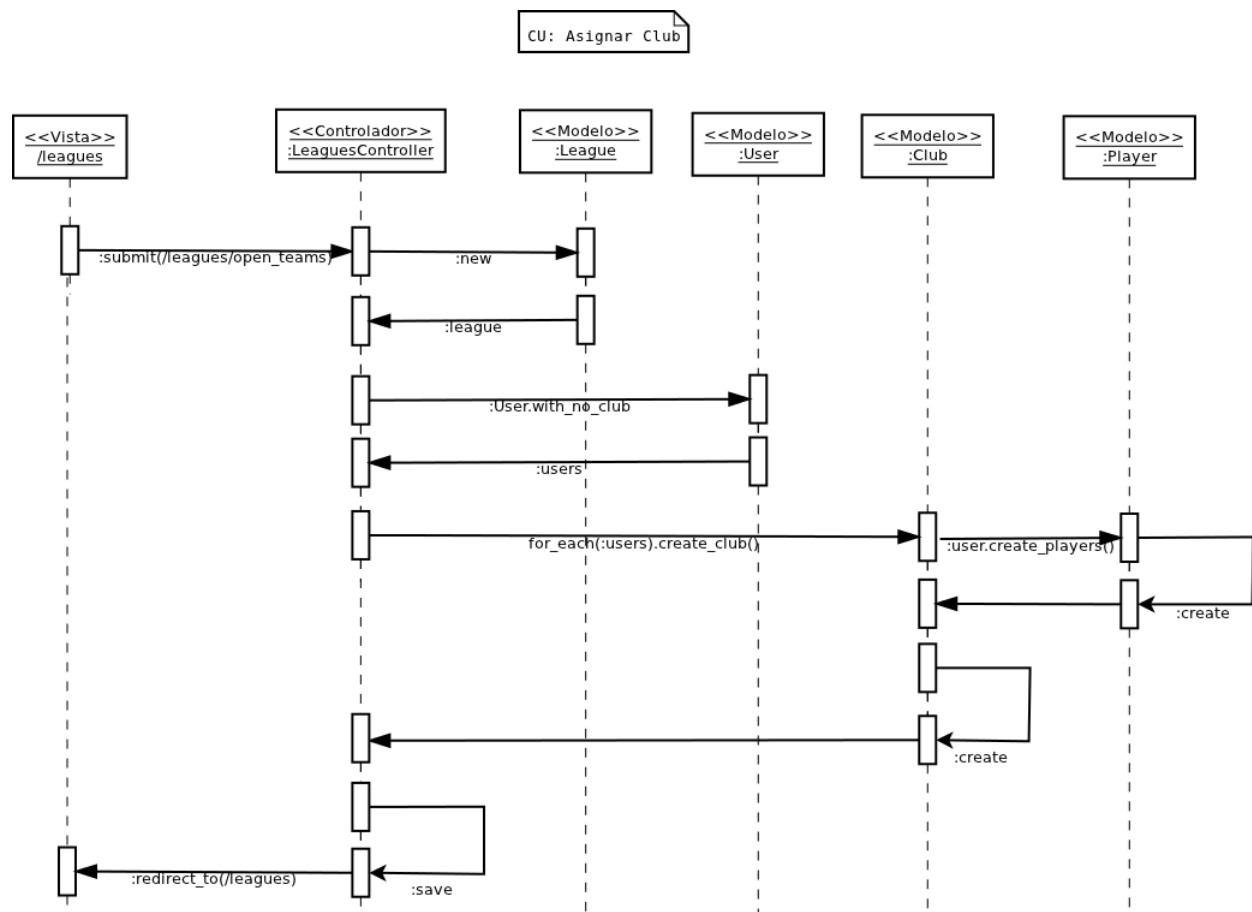 CU: Asignar Club
<<Vista>>
/leagues
<<Controlador>>
:LeaguesController
<<Modelo>>
:League
<<Modelo>>
:User
<<Modelo>>
:Club
<<Modelo>>
:Player
:submit(/leagues/open_teams)
:new
:league
:User.with_no_club
:users
for_each(:users).create_club()
:user.create_players()
:create
:create
:save
:redirect_to(/leagues)